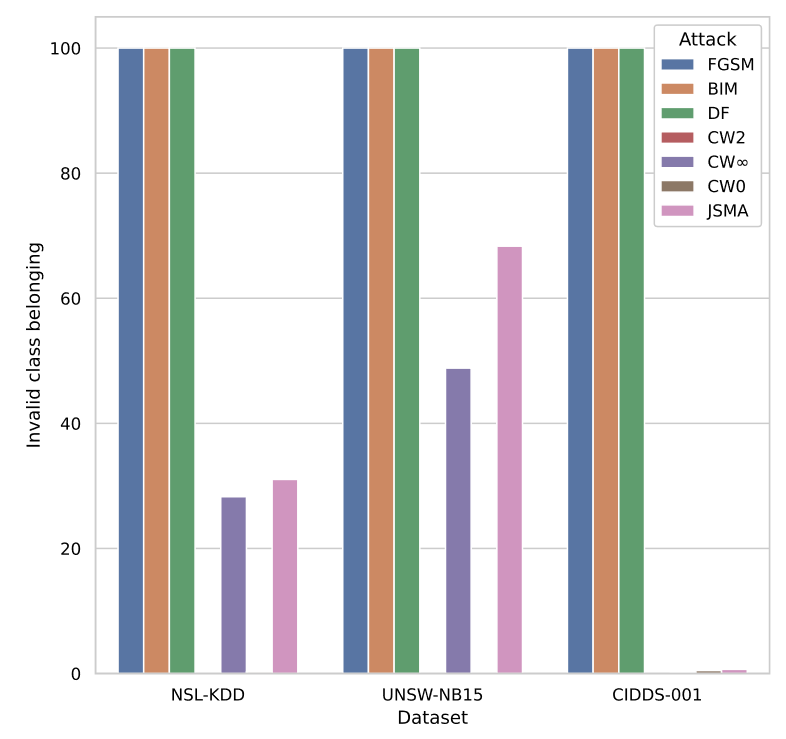 100
80
60
40
20
0
Invalid class belonging
NSL-KDD
UNSW-NB15
CIDDS-001
Dataset
Attack
FGSM
BIM
DF
CW2
CW∞
CW0
JSMA